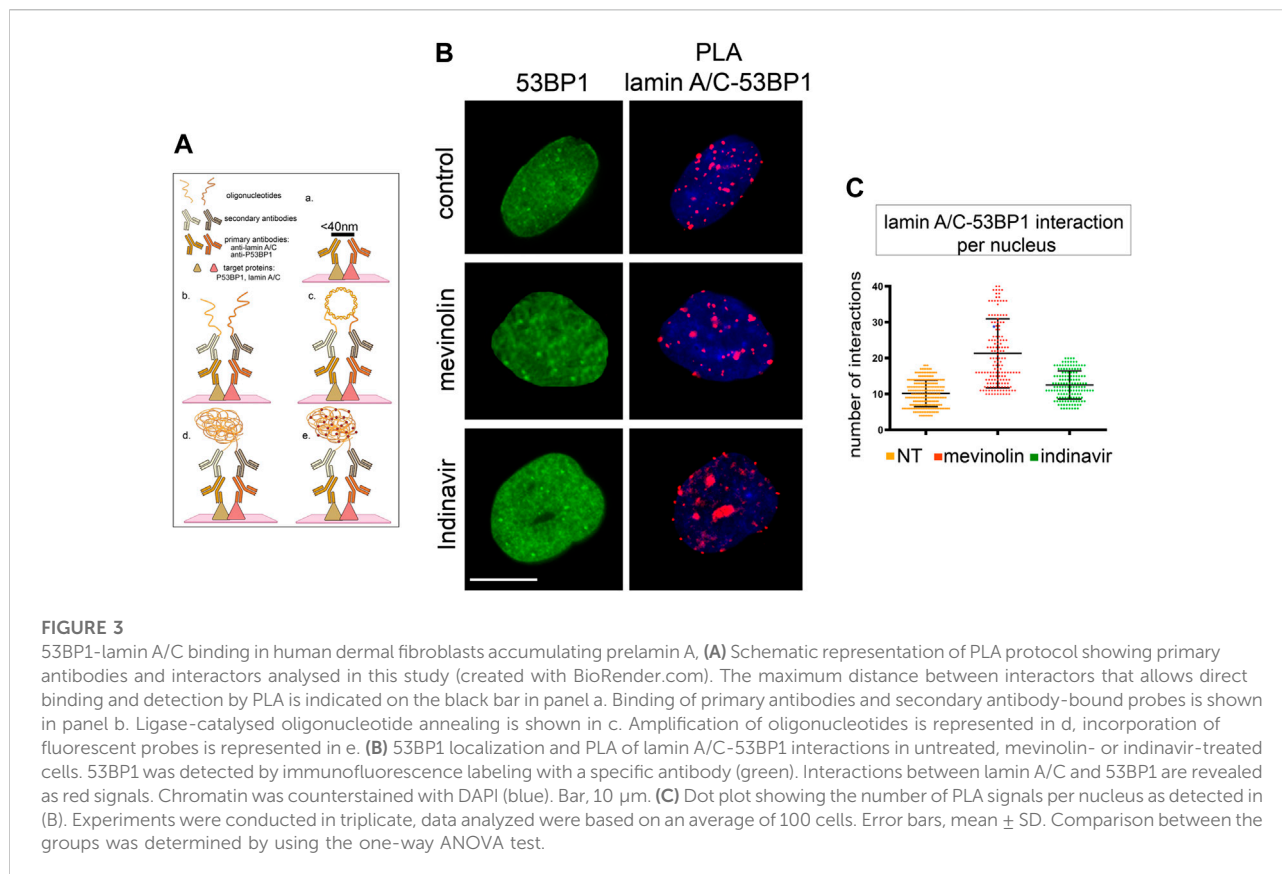 A
oligonucleotides
secondary antibodies
primary antibodies:
anti-lamin A/C
anti-P53BP1
target proteins:
P53BP1, lamin A/C
a.
<40nm
b.
c.
d.
e.
B
53BP1
PLA
lamin A/C-53BP1
control
mevinolin
Indinavir
C
lamin A/C-53BP1 interaction
per nucleus
number of interactions
40
30
20
10
0
NT mevinolin indinavir
FIGURE 3
53BP1-lamin A/C binding in human dermal fibroblasts accumulating prelamin A, (A) Schematic representation of PLA protocol showing primary
antibodies and interactors analysed in this study (created with BioRender.com). The maximum distance between interactors that allows direct
binding and detection by PLA is indicated on the black bar in panel a. Binding of primary antibodies and secondary antibody-bound probes is shown
in panel b. Ligase-catalysed oligonucleotide annealing is shown in c. Amplification of oligonucleotides is represented in d, incorporation of
fluorescent probes is represented in e. (B) 53BP1 localization and PLA of lamin A/C-53BP1 interactions in untreated, mevinolin- or indinavir-treated
cells. 53BP1 was detected by immunofluorescence labeling with a specific antibody (green). Interactions between lamin A/C and 53BP1 are revealed
as red signals. Chromatin was counterstained with DAPI (blue). Bar, 10 μm. (C) Dot plot showing the number of PLA signals per nucleus as detected in
(B). Experiments were conducted in triplicate, data analyzed were based on an average of 100 cells. Error bars, mean ± SD. Comparison between the
groups was determined by using the one-way ANOVA test.